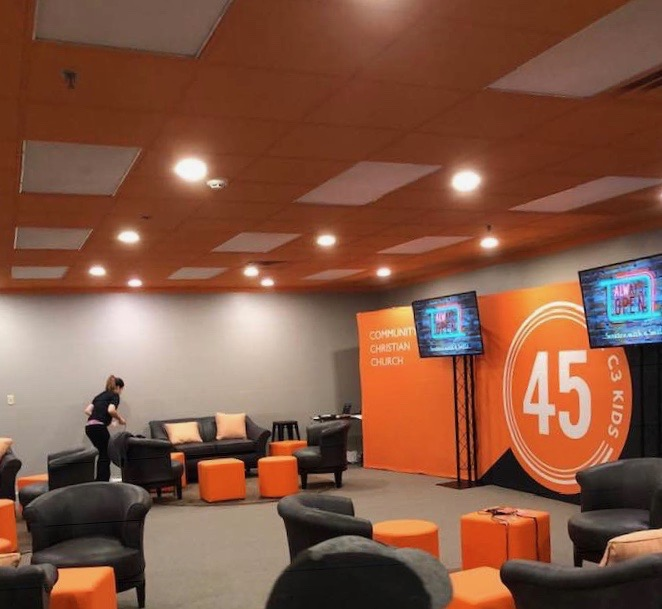 COMMUNITY
CHRISTIAN
CHURCH
ALWAYS
OPEN
45
C3 KIDS
ALWAYS
OPEN